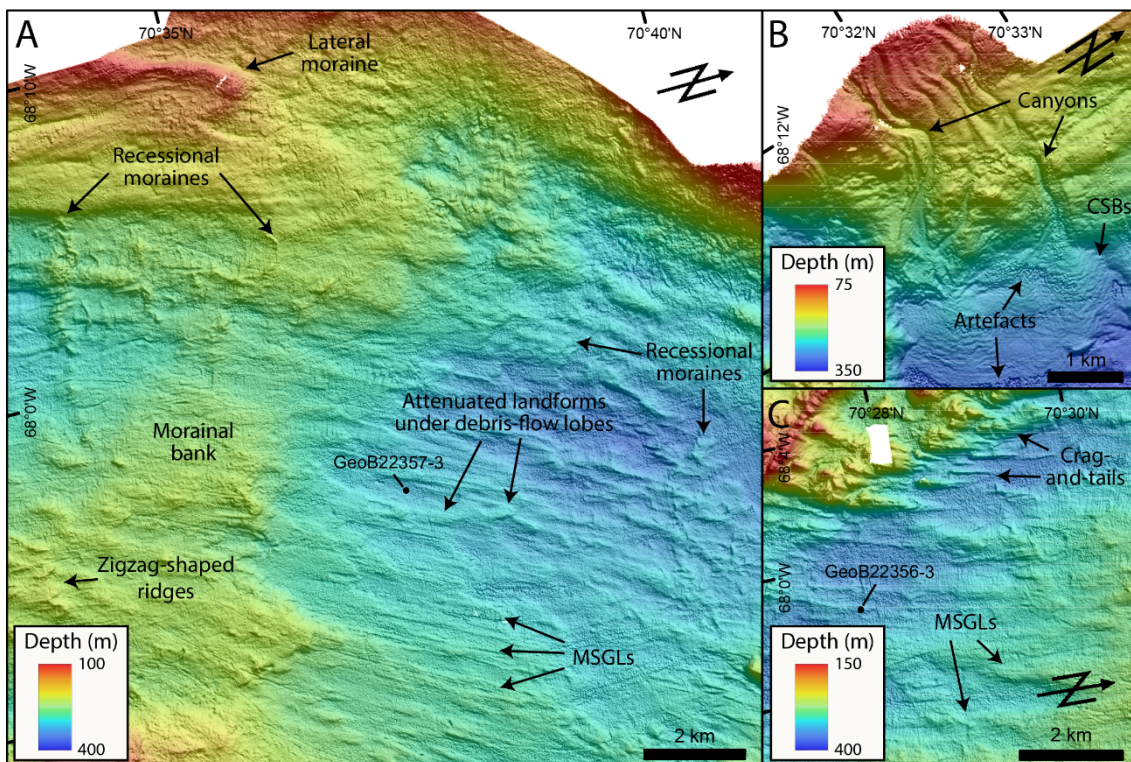 A
70°35'N
70°40'N
Lateral
moraine
N
68°10'W
Recessional
moraines
Recessional
moraines
68°0'W
Attenuated landforms
under debris-flow lobes
Morainal
bank
GeoB22357-3
Zigzag-shaped
ridges
MSGLs
Depth (m)
100
400
2 km
B
70°32'N
70°33'N
N
Canyons
68°12'W
CSBs
Depth (m)
75
350
Artefacts
1 km
C
70°28'N
70°30'N
68°4'W
Crag-
and-tails
68°0'W
GeoB22356-3
MSGLs
Depth (m)
150
400
N
2 km